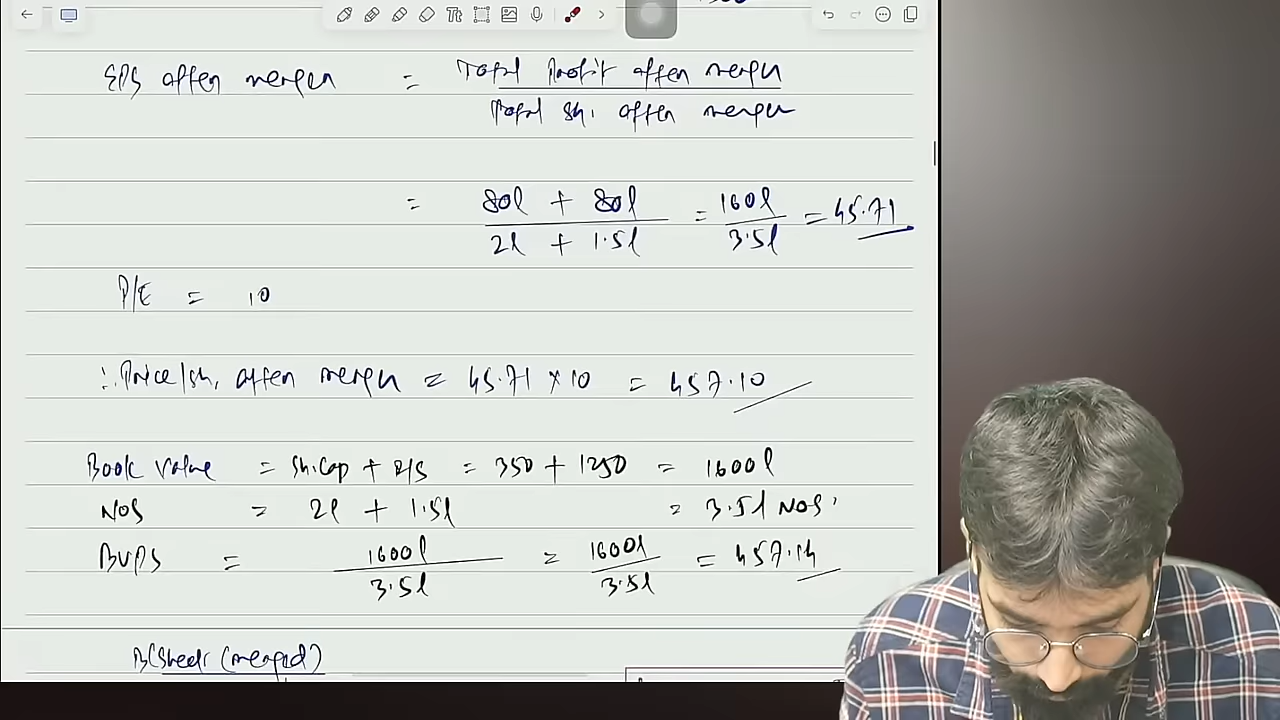 EPS after merger = Total Profit after merger
Total Sh. after merger
= 80l + 80l = 160l = 45.71
2l + 1.5l 3.5l
P/E = 10
∴ Price/sh. after merger = 45.71 × 10 = 457.10
Book value = Sh.Cap + R/S = 350 + 1250 = 1600l
NOS = 2l + 1.5l = 3.5l NOS.
BVPS = 1600l = 1600l = 457.14
3.5l 3.5l
B/Sheet (merged)